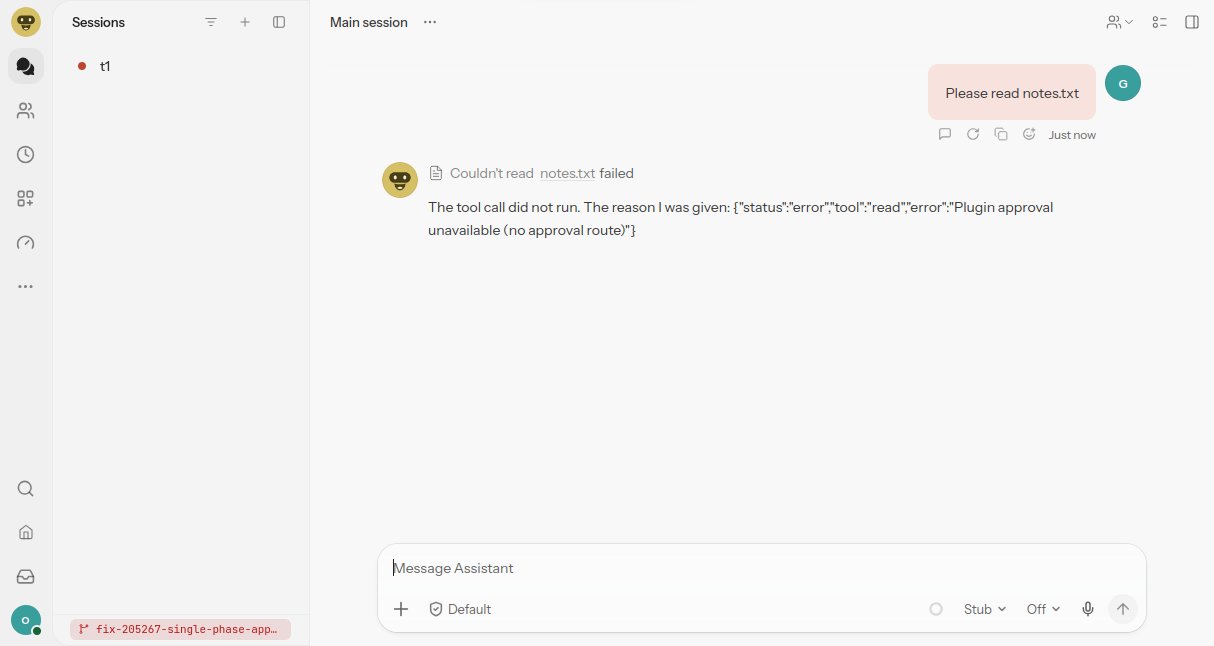 Sessions
t1
fix-205267-single-phase-app…
O
Main session
Please read notes.txt
G
Just now
Couldn't read notes.txt failed
The tool call did not run. The reason I was given: {"status":"error","tool":"read","error":"Plugin approval
unavailable (no approval route)"}
Message Assistant
Default
Stub
Off